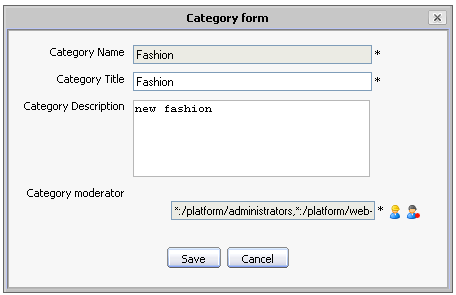 Category form
Category Name Fashion *
Category Title Fashion *
Category Description new fashion
Category moderator
*:/platform/administrators,*:/platform/web- *
Save Cancel